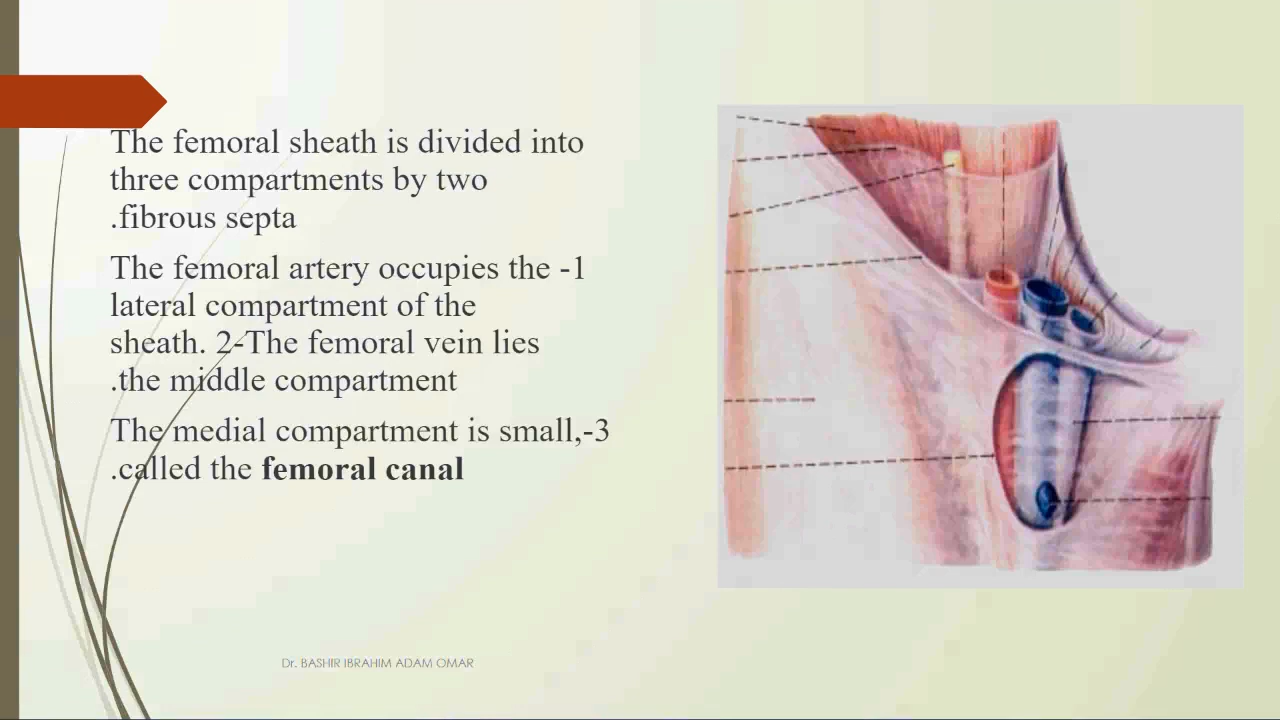 The femoral sheath is divided into
three compartments by two
.fibrous septa
The femoral artery occupies the -1
lateral compartment of the
sheath. 2-The femoral vein lies
.the middle compartment
The medial compartment is small,-3
.called the femoral canal
Dr. BASHIR IBRAHIM ADAM OMAR